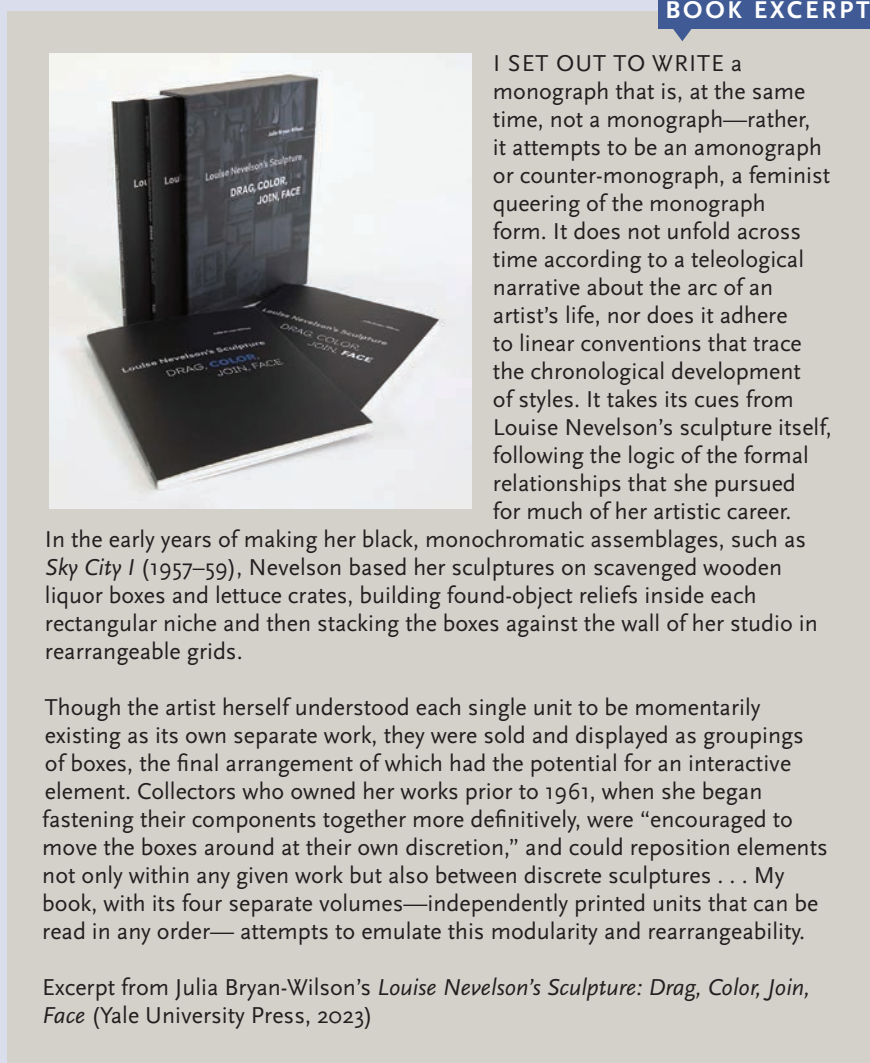 BOOK EXCERPT
Julia Bryan-Wilson
Louise Nevelson's Sculpture
DRAG, COLOR,
JOIN, FACE
Lou
Lou
Louise Nevelson's Sculpture
DRAG, COLOR,
JOIN, FACE
Louise Nevelson's Sculpture
DRAG, COLOR,
JOIN, FACE
I SET OUT TO WRITE a
monograph that is, at the same
time, not a monograph—rather,
it attempts to be an amonograph
or counter-monograph, a feminist
queering of the monograph
form. It does not unfold across
time according to a teleological
narrative about the arc of an
artist’s life, nor does it adhere
to linear conventions that trace
the chronological development
of styles. It takes its cues from
Louise Nevelson’s sculpture itself,
following the logic of the formal
relationships that she pursued
for much of her artistic career.
In the early years of making her black, monochromatic assemblages, such as
Sky City I (1957–59), Nevelson based her sculptures on scavenged wooden
liquor boxes and lettuce crates, building found-object reliefs inside each
rectangular niche and then stacking the boxes against the wall of her studio in
rearrangeable grids.
Though the artist herself understood each single unit to be momentarily
existing as its own separate work, they were sold and displayed as groupings
of boxes, the final arrangement of which had the potential for an interactive
element. Collectors who owned her works prior to 1961, when she began
fastening their components together more definitively, were “encouraged to
move the boxes around at their own discretion,” and could reposition elements
not only within any given work but also between discrete sculptures . . . My
book, with its four separate volumes—independently printed units that can be
read in any order— attempts to emulate this modularity and rearrangeability.
Excerpt from Julia Bryan-Wilson’s Louise Nevelson’s Sculpture: Drag, Color, Join,
Face (Yale University Press, 2023)